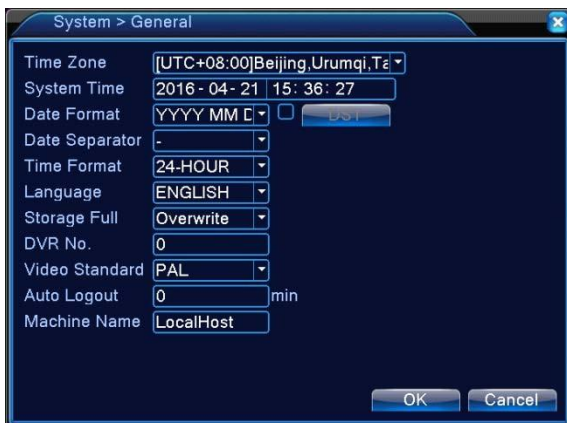 System > General
Time Zone [UTC+08:00]Beijing,Urumqi,Ta
System Time 2016-04-21 15:36:27
Date Format YYYY MM D DST
Date Separator -
Time Format 24-HOUR
Language ENGLISH
Storage Full Overwrite
DVR No. 0
Video Standard PAL
Auto Logout 0 min
Machine Name LocalHost
OK Cancel